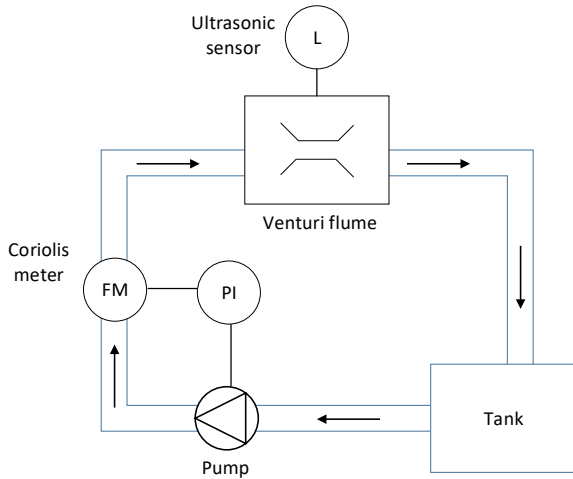 Ultrasonic
sensor
L
Venturi flume
Coriolis
meter
FM
PI
Tank
Pump